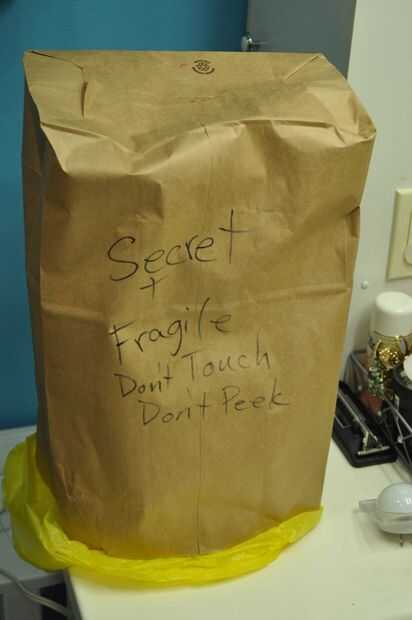 Secret
+
Fragile
Don't Touch
Don't Peek